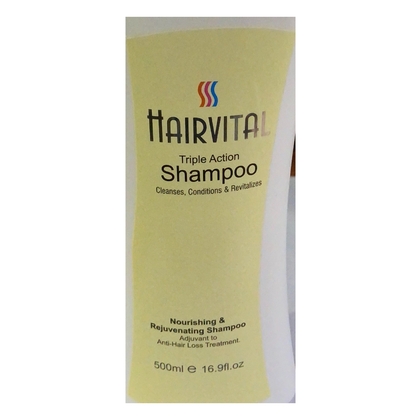 HAIRVITAL
Triple Action
Shampoo
Cleanses, Conditions & Revitalizes
Nourishing &
Rejuvenating Shampoo
Adjuvant to
Anti-Hair Loss Treatment.
500ml e 16.9fl.oz